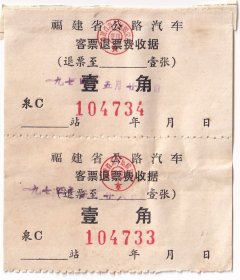 福建省公路汽车
客票退票费收据
(退票至 壹张)
壹角
泉C 104734
站 年 月 日
福建省公路汽车
客票退票费收据
(退票至 壹张)
壹角
泉C 104733
站 年 月 日